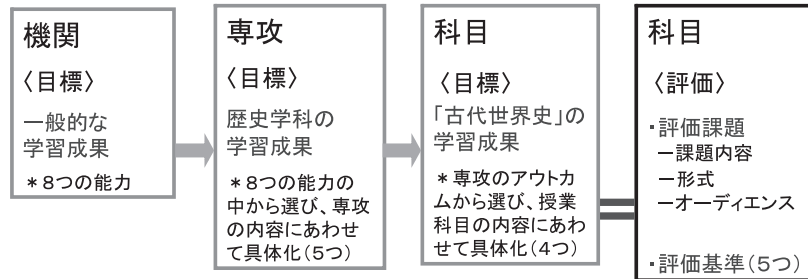 機関
〈目標〉
一般的な
学習成果
＊8つの能力
専攻
〈目標〉
歴史学科の
学習成果
＊8つの能力の
中から選び、専攻
の内容にあわせ
て具体化(5つ)
科目
〈目標〉
「古代世界史」の
学習成果
＊専攻のアウトカ
ムから選び、授業
科目の内容にあわ
せて具体化(4つ)
科目
〈評価〉
・評価課題
ー課題内容
ー形式
ーオーディエンス
・評価基準(5つ)